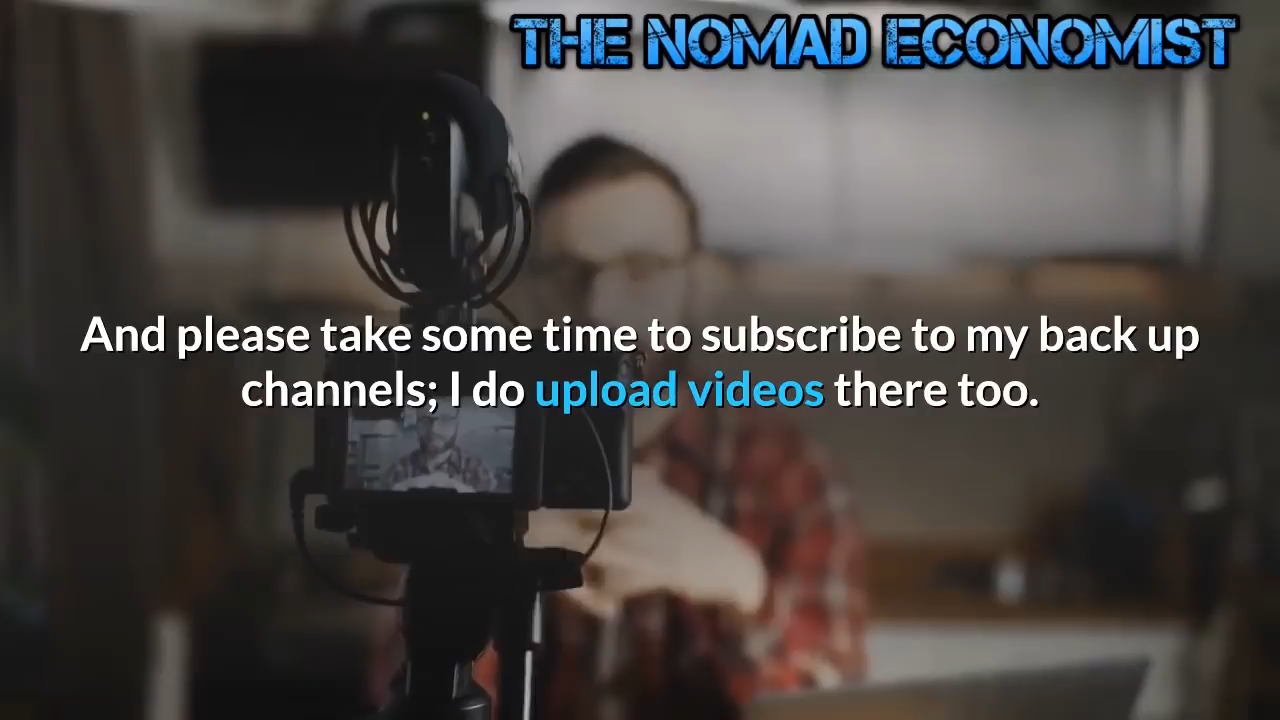 THE NOMAD ECONOMIST
And please take some time to subscribe to my back up
channels; I do upload videos there too.